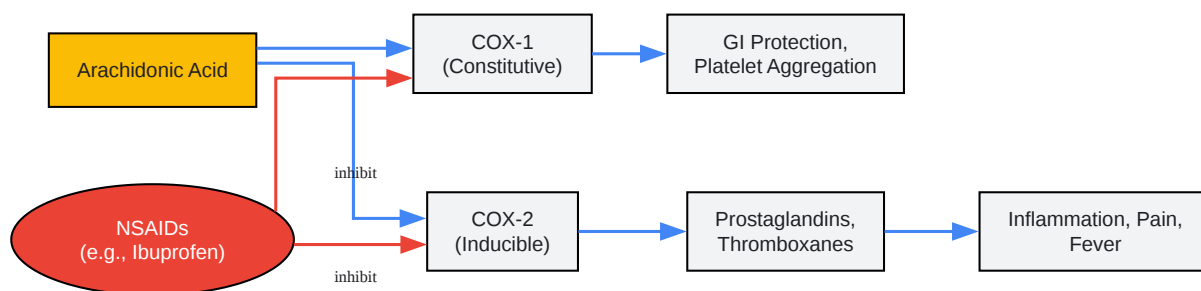 Arachidonic Acid
COX-1
(Constitutive)
GI Protection,
Platelet Aggregation
inhibit
NSAIDs
(e.g., Ibuprofen)
COX-2
(Inducible)
Prostaglandins,
Thromboxanes
Inflammation, Pain,
Fever
inhibit